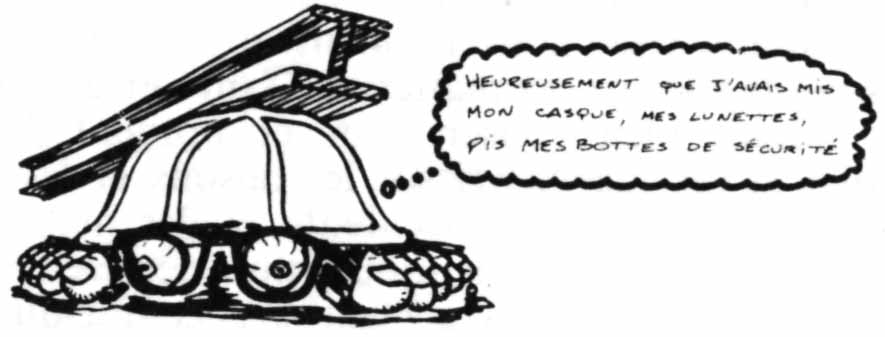 HEUREUSEMENT QUE J'AVAIS MIS
MON CASQUE, MES LUNETTES,
PIS MES BOTTES DE SÉCURITÉ